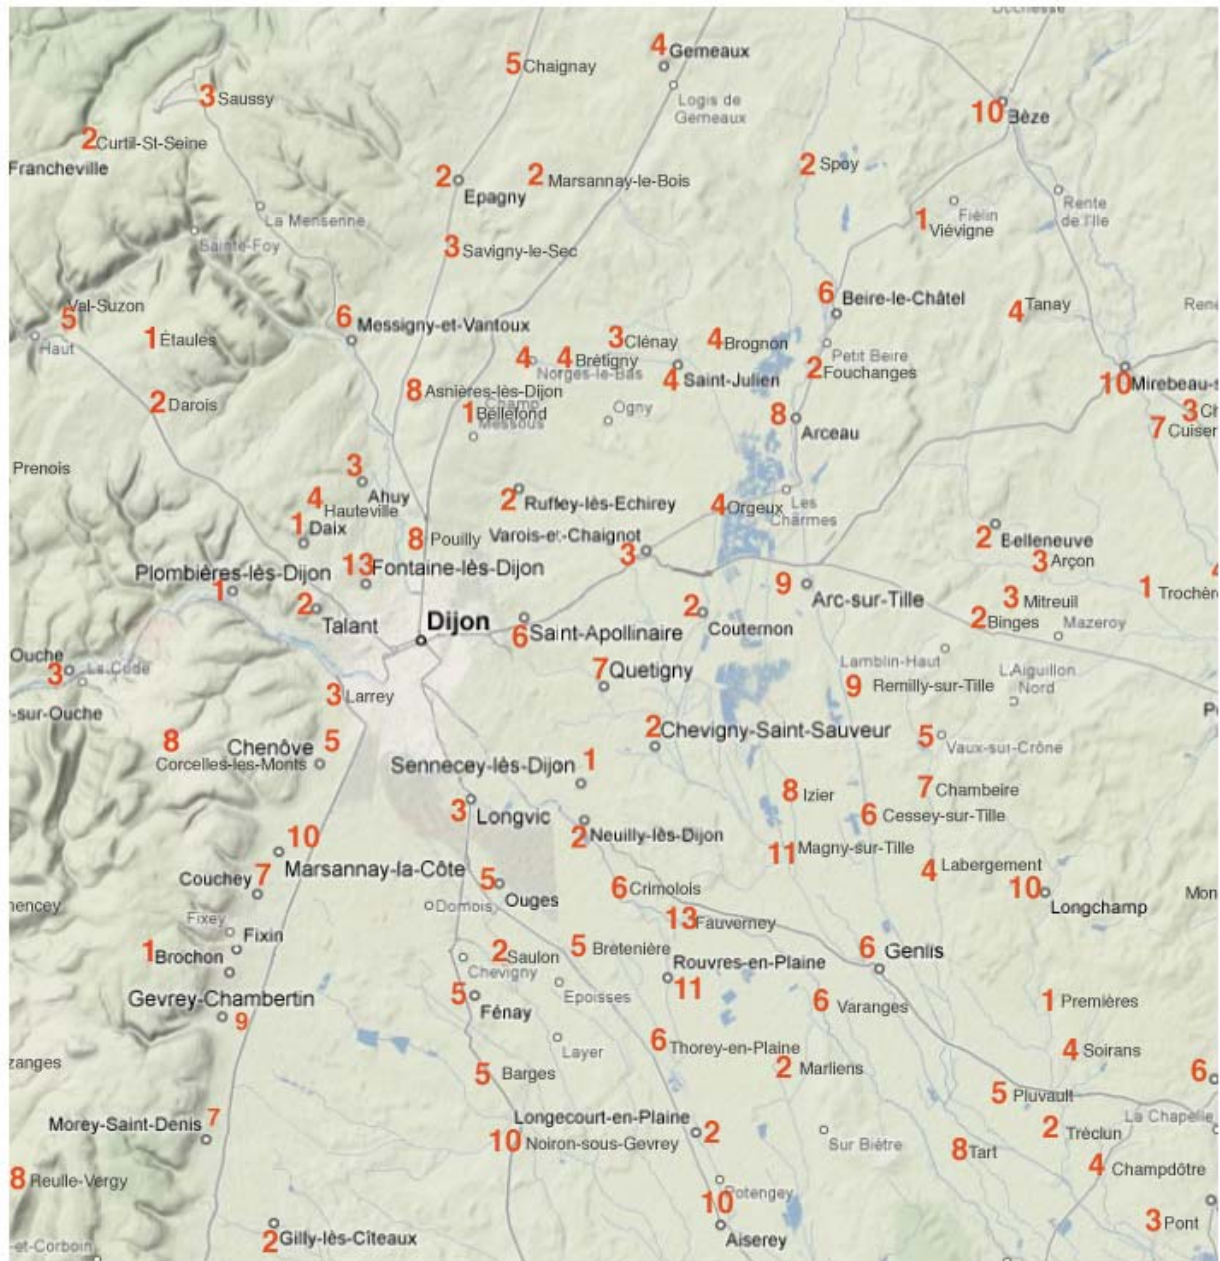 Duchesse
4 Gemeaux
5 Chaignay
Logis de
Gemeaux
3 Saussy
10 Bèze
2 Curtil-St-Seine
Francheville
2 Spoy
2 Epagny
2 Marsannay-le-Bois
Rente
de l'Ile
La Mensenne
Fiélin
1 Viévigne
Sainte-Foy
3 Savigny-le-Sec
6 Beire-le-Châtel
4 Tanay
Val-Suzon
5
6 Messigny-et-Vantoux
1 Étaules
Haut
3 Clénay
4 Brognon
Petit Beire
4 Norges-le-Bas
4 Brétigny
2 Fouchanges
4 Saint-Julien
10 Mirebeau-s
8 Asnières-lès-Dijon
2 Darois
Champ
Messous
1 Bellefond
Ogny
8 Arceau
3
7 Cuiser
Prenois
3 Ahuy
4 Hauteville
2 Ruffey-lès-Echirey
4 Orgeux
Les
Charmes
1 Daix
8 Pouilly
Varois-et-Chaignot
3
2 Belleneuve
3 Arçon
13 Fontaine-lès-Dijon
Plombières-lès-Dijon
1
9 Arc-sur-Tille
1 Trochèr
4
3 Mitreuil
2 Talant
Dijon
6 Saint-Apollinaire
2 Couternon
2 Binges
Mazeroy
Ouche
3
La Code
Lamblin-Haut
7 Quetigny
L'Aiguillon
Nord
9 Remilly-sur-Tille
3 Larrey
-sur-Ouche
2 Chevigny-Saint-Sauveur
5 Vaux-sur-Crône
8 Corcelles-les-Monts
Chenôve 5
Sennecey-lès-Dijon 1
8 Izier
7 Chambeire
3 Longvic
6 Cessey-sur-Tille
2 Neuilly-lès-Dijon
10 Marsannay-la-Côte
11 Magny-sur-Tille
4 Labergement
Couchey 7
5 Ouges
6 Crimolois
10 Longchamp
Mon
nencey
Domois
Fixey
13 Fauverney
Fixin
1 Brochon
2 Saulon
Chevigny
5 Bretenière
6 Genlis
Rouvres-en-Plaine
11
Gevrey-Chambertin
9
5 Fénay
Epoisses
6 Varanges
1 Premières
Layer
6 Thorey-en-Plaine
4 Soirans
zanges
5 Barges
2 Marliens
6
5 Pluvault
Morey-Saint-Denis 7
Longecourt-en-Plaine 2
La Chapelle
2 Tréclun
10 Noiron-sous-Gevrey
Sur Biètre
8 Tart
4 Champdôtre
8 Reulle-Vergy
Potengey
10 Aiserey
3 Pont
2 Gilly-lès-Cîteaux
-et-Corboin